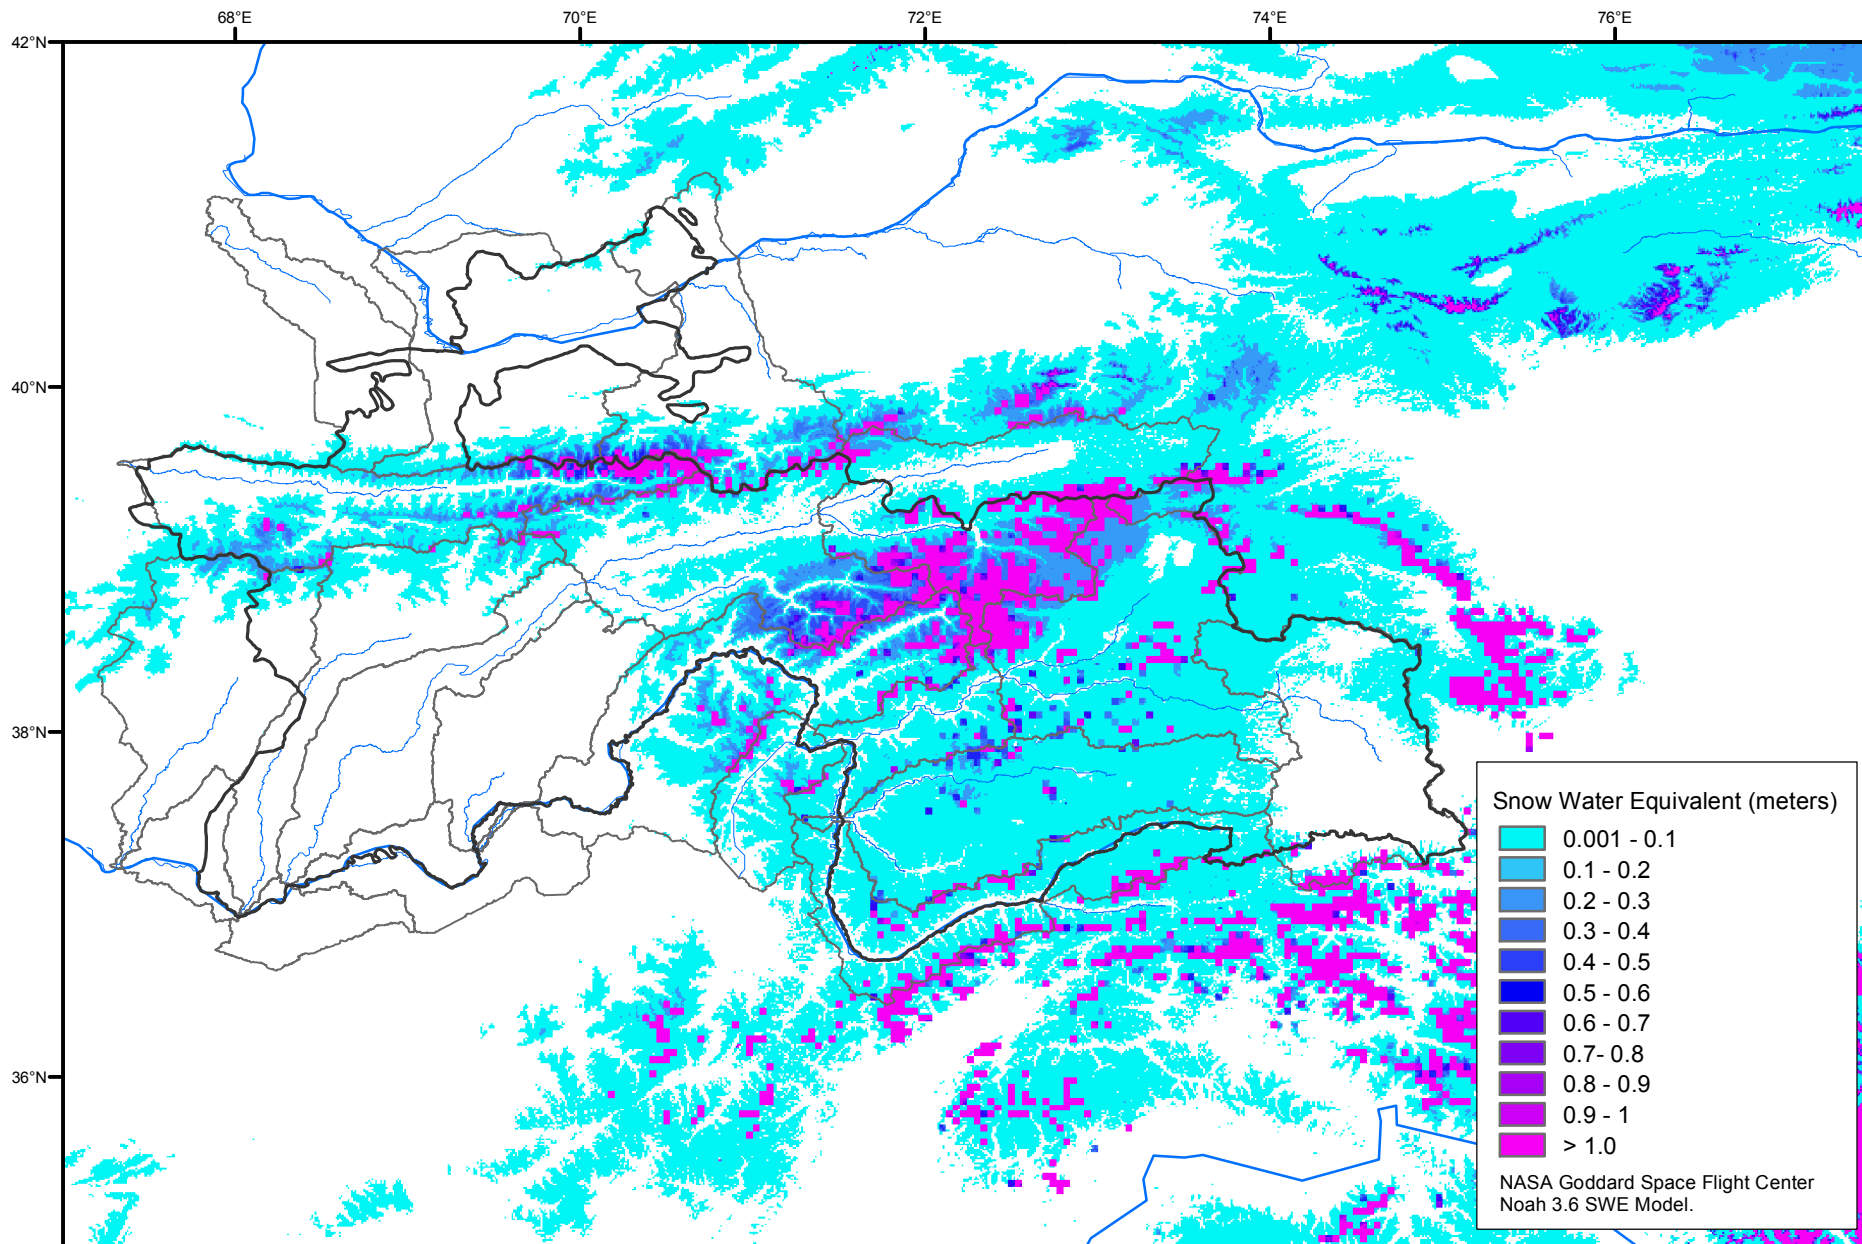 68°E 70°E 72°E 74°E 76°E
42°N
40°N
38°N
36°N
Snow Water Equivalent (meters)
0.001 - 0.1
0.1 - 0.2
0.2 - 0.3
0.3 - 0.4
0.4 - 0.5
0.5 - 0.6
0.6 - 0.7
0.7- 0.8
0.8 - 0.9
0.9 - 1
> 1.0
NASA Goddard Space Flight Center
Noah 3.6 SWE Model.